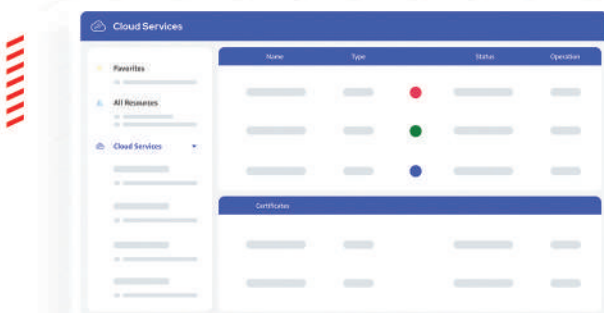 Cloud Services
Favorites
All Resources
Cloud Services
Name Type Status Operation
Certificates